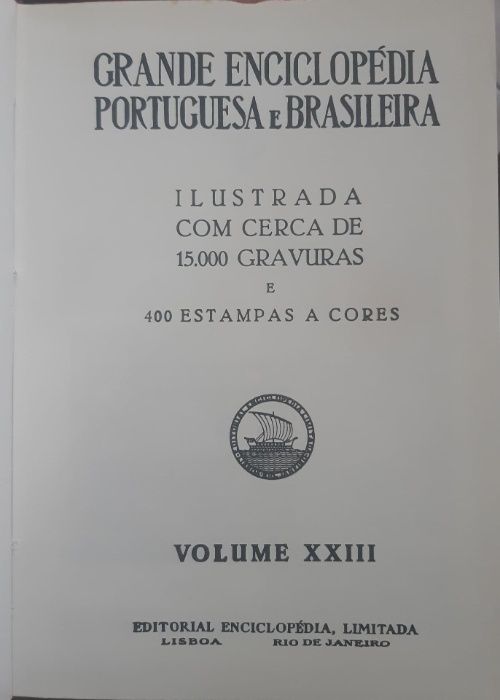 GRANDE ENCICLOPÉDIA
PORTUGUESA E BRASILEIRA
ILUSTRADA
COM CERCA DE
15.000 GRAVURAS
E
400 ESTAMPAS A CORES
VOLUME XXIII
EDITORIAL ENCICLOPÉDIA, LIMITADA
LISBOA RIO DE JANEIRO